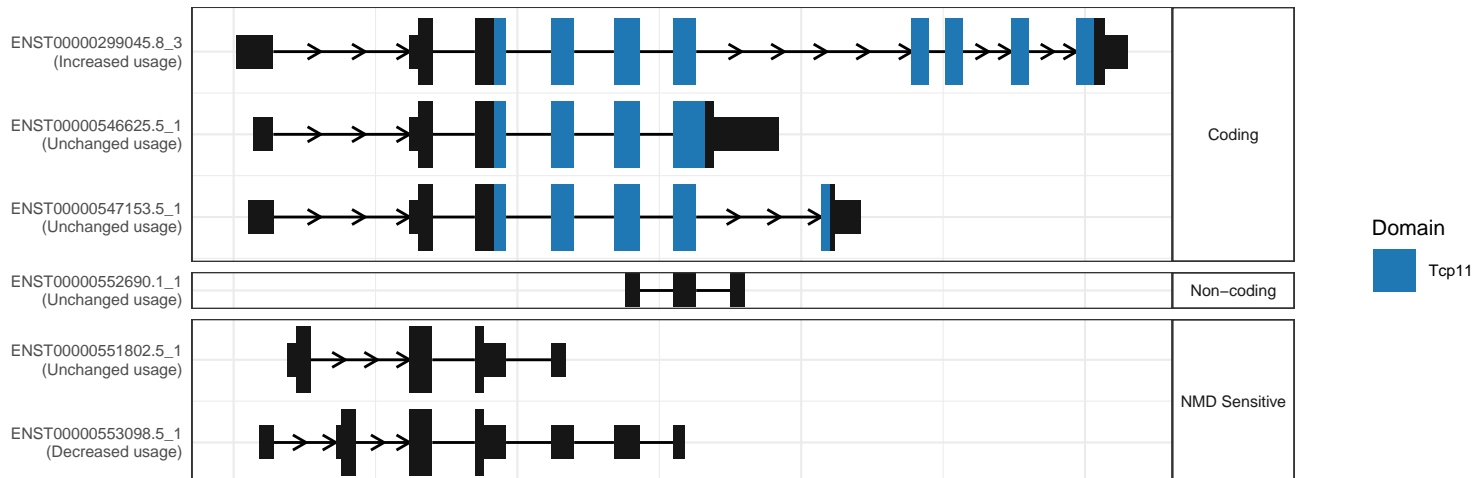 ENST00000299045.8_3
(Increased usage)
ENST00000546625.5_1
(Unchanged usage)
Coding
ENST00000547153.5_1
(Unchanged usage)
Domain
Tcp11
ENST00000552690.1_1
(Unchanged usage)
Non−coding
ENST00000551802.5_1
(Unchanged usage)
NMD Sensitive
ENST00000553098.5_1
(Decreased usage)